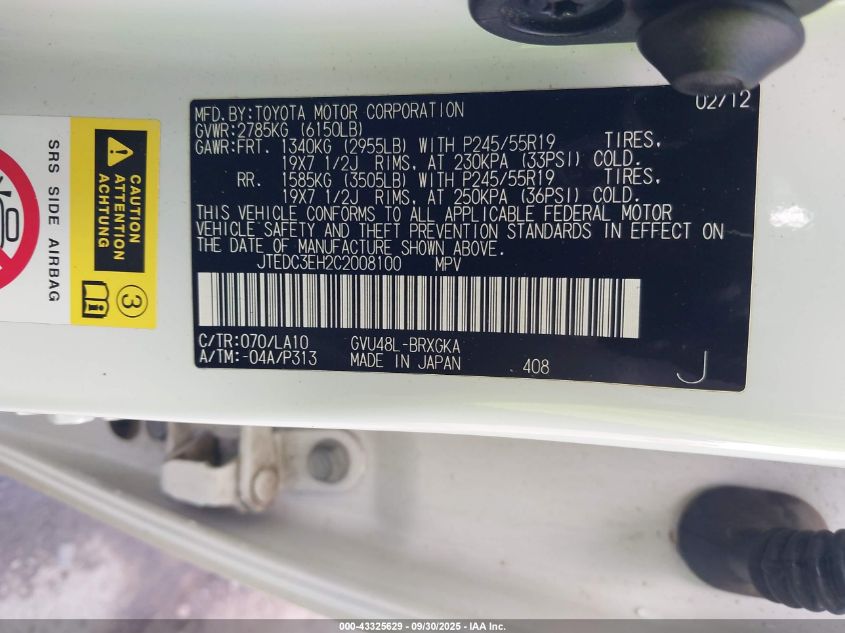 02/12
MFD.BY:TOYOTA MOTOR CORPORATION
GVWR:2785KG (6150LB)
GAWR:FRT. 1340KG (2955LB) WITH P245/55R19 TIRES,
19X7 1/2J RIMS, AT 230KPA (33PSI) COLD.
RR. 1585KG (3505LB) WITH P245/55R19 TIRES,
19X7 1/2J RIMS, AT 250KPA (36PSI) COLD.
THIS VEHICLE CONFORMS TO ALL APPLICABLE FEDERAL MOTOR
VEHICLE SAFETY AND THEFT PREVENTION STANDARDS IN EFFECT ON
THE DATE OF MANUFACTURE SHOWN ABOVE.
JTEDC3EH2C2008100 MPV
C/TR:070/LA10 GVU48L-BRXGKA
A/TM:-04A/P313 MADE IN JAPAN 408 J
CAUTION
ATTENTION
ACHTUNG
3
SRS SIDE AIRBAG
000-43325629 - 09/30/2025 - IAA Inc.